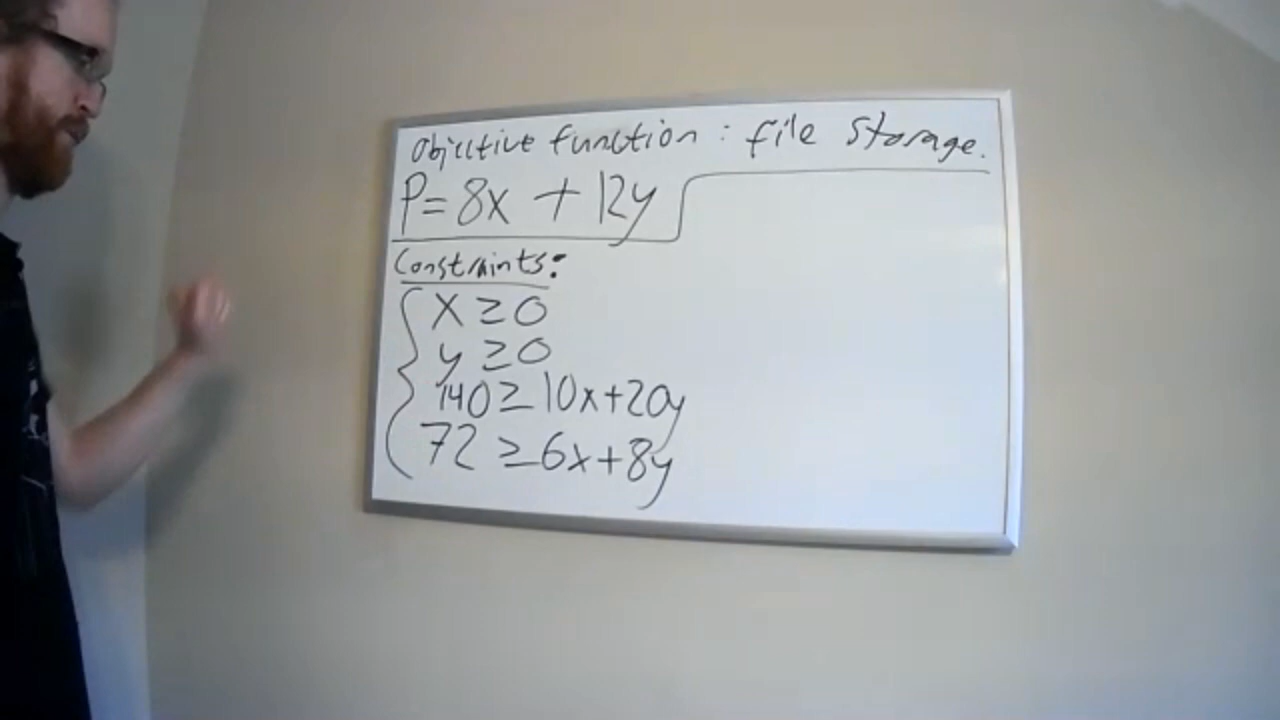 Objective function : file storage.
P=8x + 12y
Constraints:
x ≥ 0
y ≥ 0
140 ≥ 10x+20y
72 ≥ 6x+8y